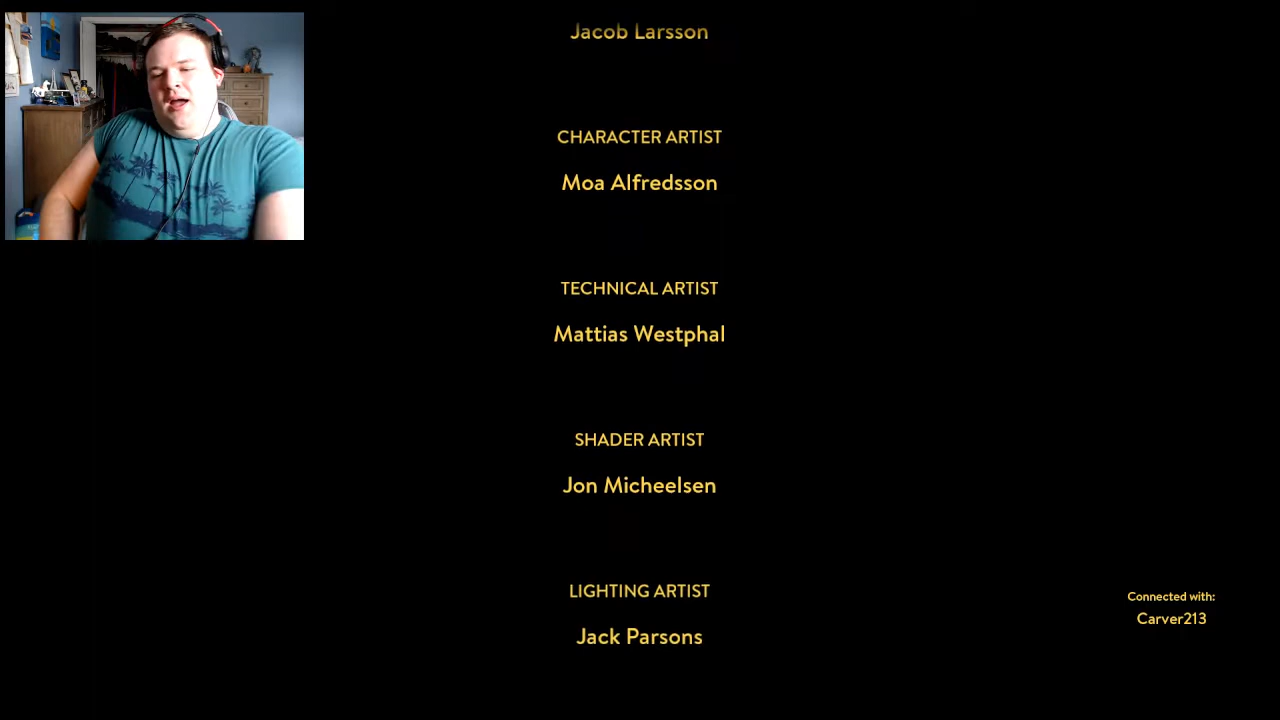 Jacob Larsson
CHARACTER ARTIST
Moa Alfredsson
TECHNICAL ARTIST
Mattias Westphal
SHADER ARTIST
Jon Micheelsen
LIGHTING ARTIST
Jack Parsons
Connected with:
Carver213